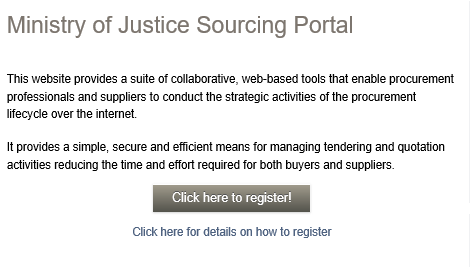 Ministry of Justice Sourcing Portal
This website provides a suite of collaborative, web-based tools that enable procurement
professionals and suppliers to conduct the strategic activities of the procurement
lifecycle over the internet.
It provides a simple, secure and efficient means for managing tendering and quotation
activities reducing the time and effort required for both buyers and suppliers.
Click here to register!
Click here for details on how to register